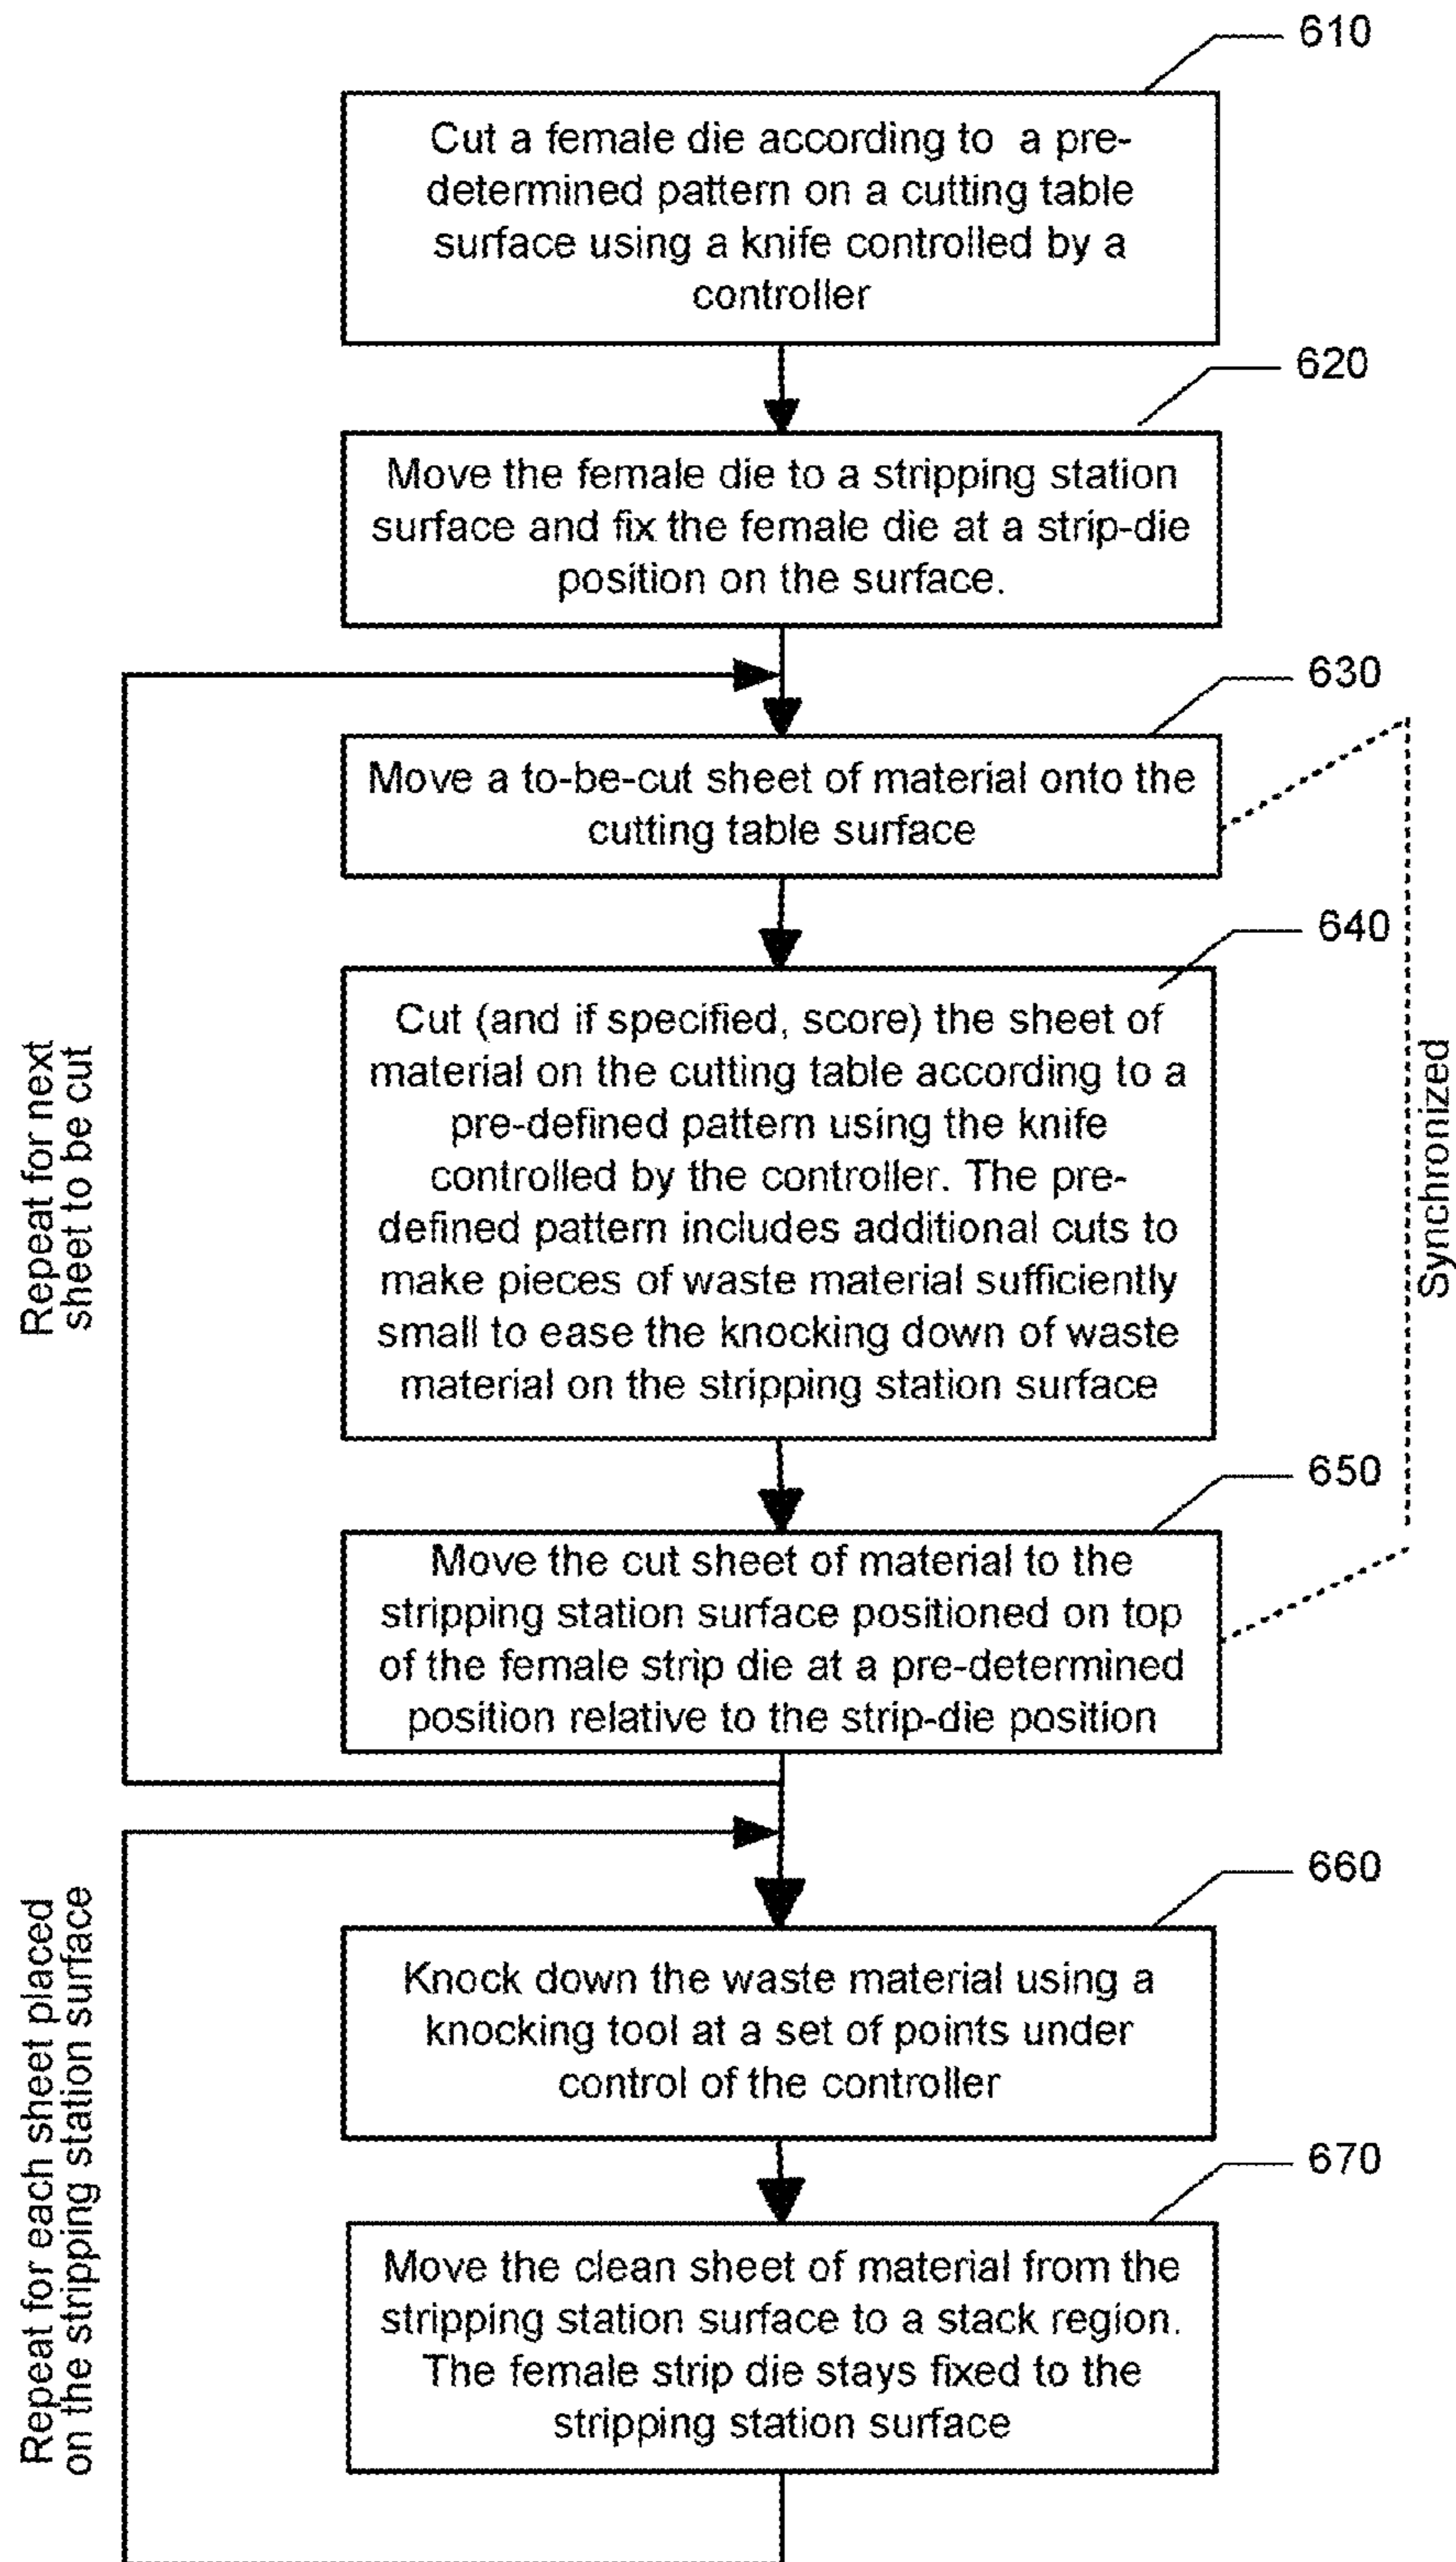 610
Cut a female die according to a pre-
determined pattern on a cutting table
surface using a knife controlled by a
controller
620
Move the female die to a stripping station
surface and fix the female die at a strip-die
position on the surface.
630
Move a to-be-cut sheet of material onto the
cutting table surface
640
Cut (and if specified, score) the sheet of
material on the cutting table according to a
pre-defined pattern using the knife
controlled by the controller. The pre-
defined pattern includes additional cuts to
make pieces of waste material sufficiently
small to ease the knocking down of waste
material on the stripping station surface
Repeat for next
sheet to be cut
Synchronized
650
Move the cut sheet of material to the
stripping station surface positioned on top
of the female strip die at a pre-determined
position relative to the strip-die position
660
Knock down the waste material using a
knocking tool at a set of points under
control of the controller
Repeat for each sheet placed
on the stripping station surface
670
Move the clean sheet of material from the
stripping station surface to a stack region.
The female strip die stays fixed to the
stripping station surface